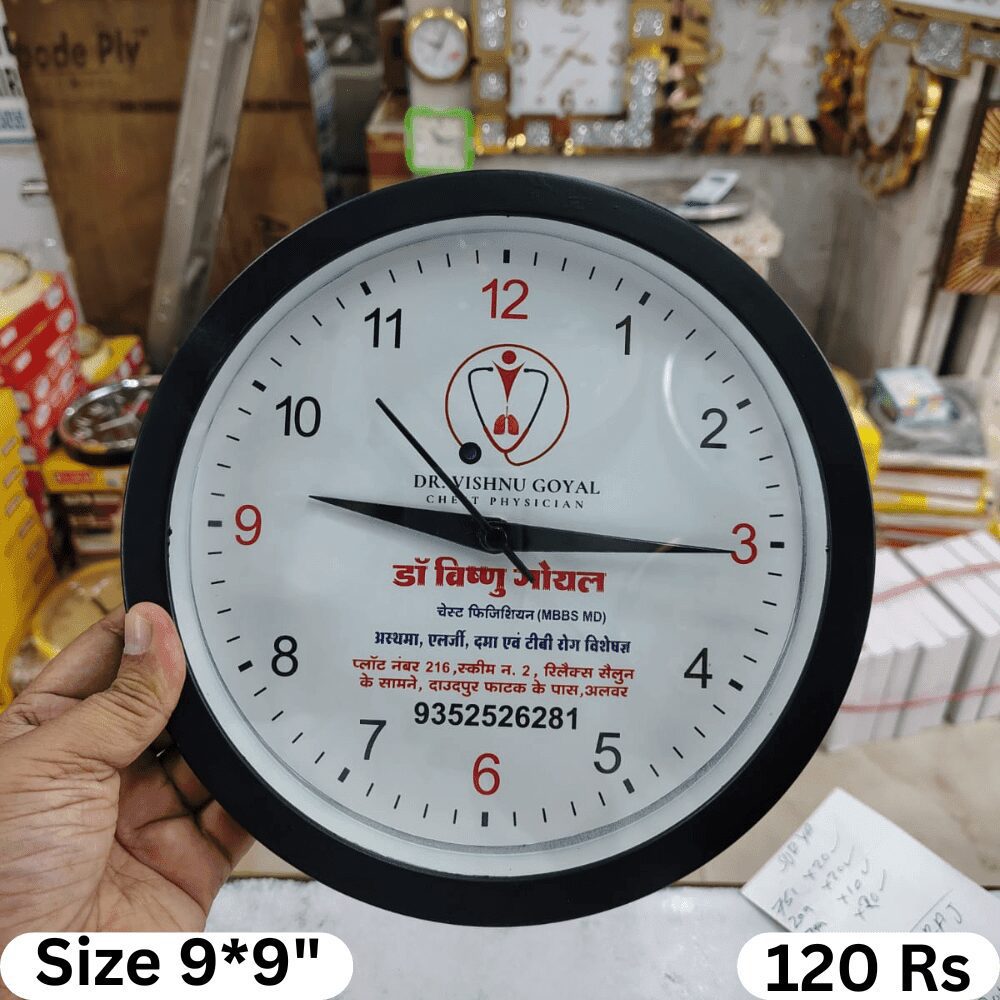 ode Ply
12
1
2
3
4
5
6
7
8
9
10
11
DR. VISHNU GOYAL
CHEST PHYSICIAN
डॉ विष्णु गोयल
चेस्ट फिजिशियन (MBBS MD)
अस्थमा, एलर्जी, दमा एवं टीबी रोग विशेषज्ञ
प्लॉट नंबर 216,स्कीम न. 2, रिलैक्स सैलुन
के सामने, दाउदपुर फाटक के पास,अलवर
9352526281
Size 9*9"
120 Rs